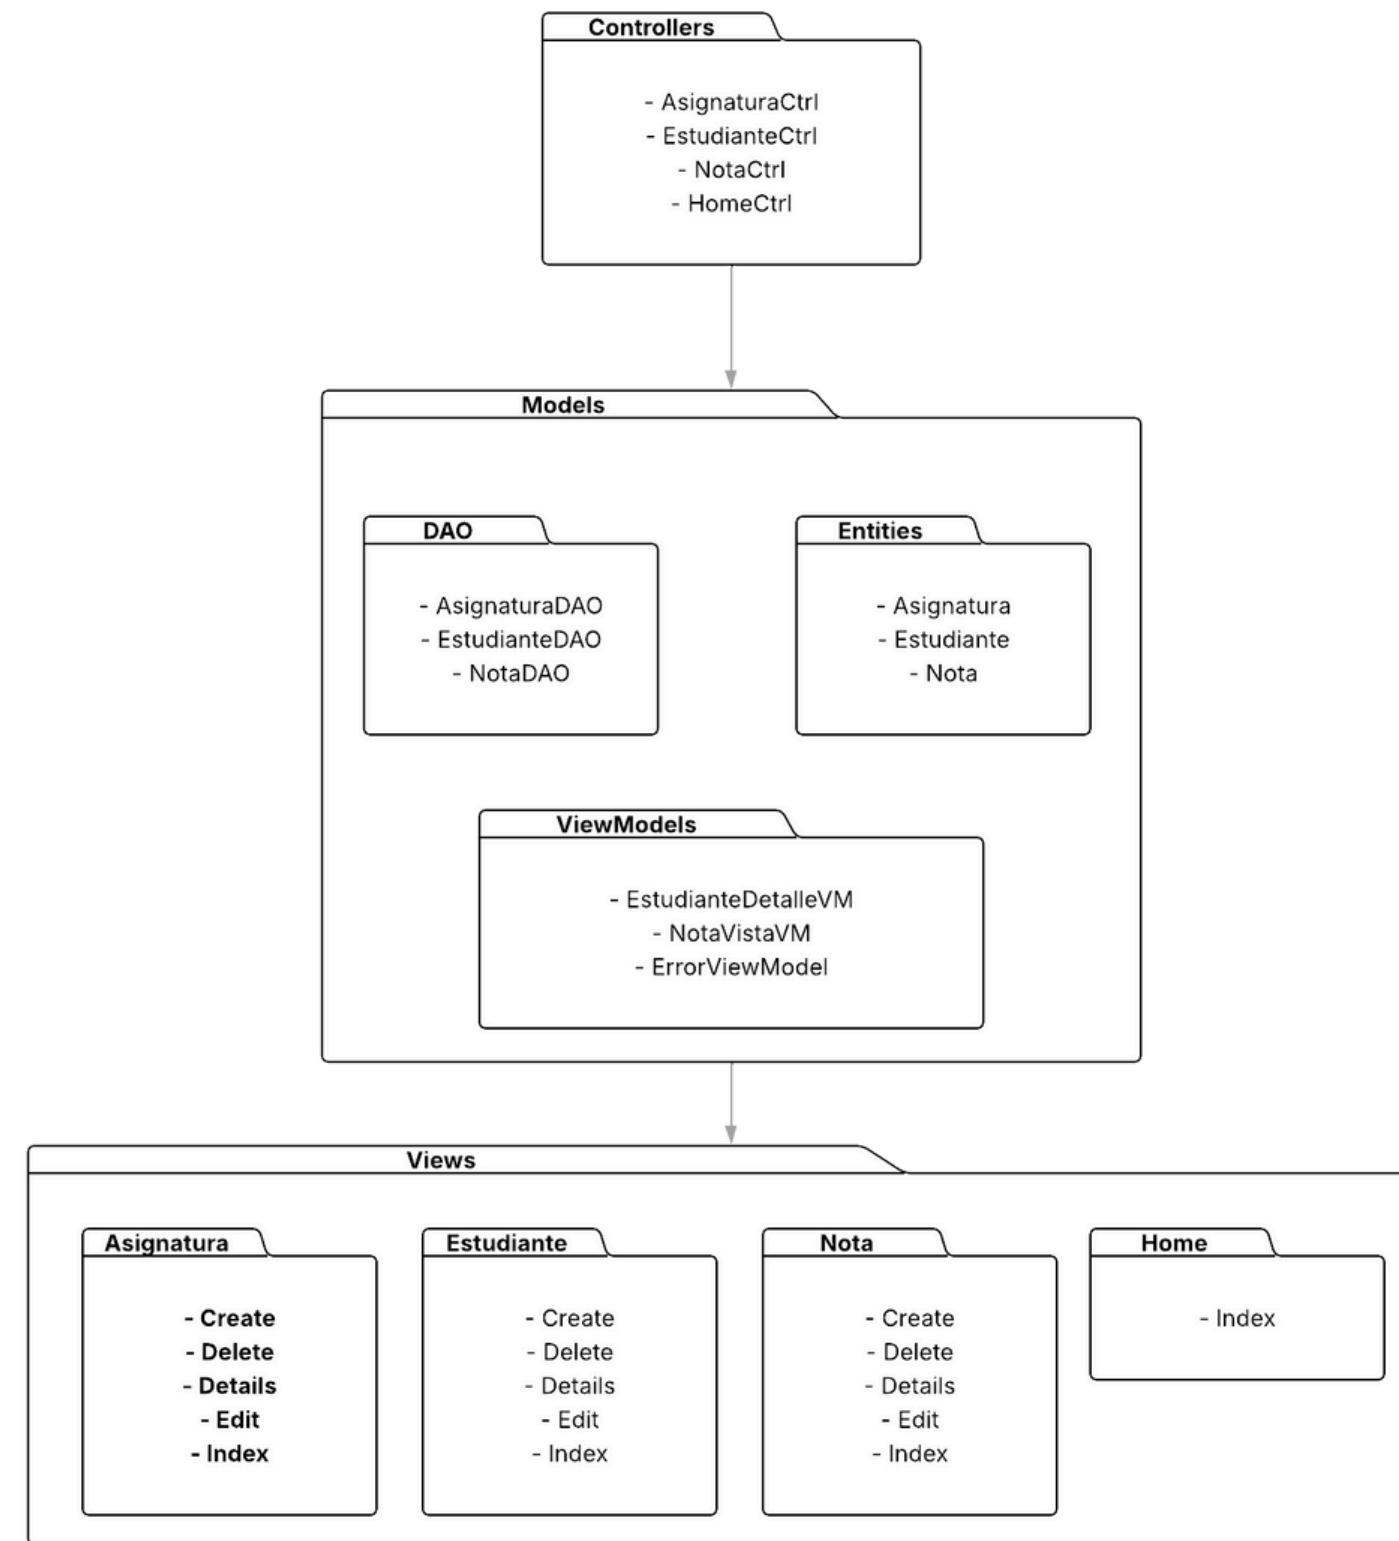 Controllers
- AsignaturaCtrl
- EstudianteCtrl
- NotaCtrl
- HomeCtrl
Models
DAO
- AsignaturaDAO
- EstudianteDAO
- NotaDAO
Entities
- Asignatura
- Estudiante
- Nota
ViewModels
- EstudianteDetalleVM
- NotaVistaVM
- ErrorViewModel
Views
Asignatura
- Create
- Delete
- Details
- Edit
- Index
Estudiante
- Create
- Delete
- Details
- Edit
- Index
Nota
- Create
- Delete
- Details
- Edit
- Index
Home
- Index